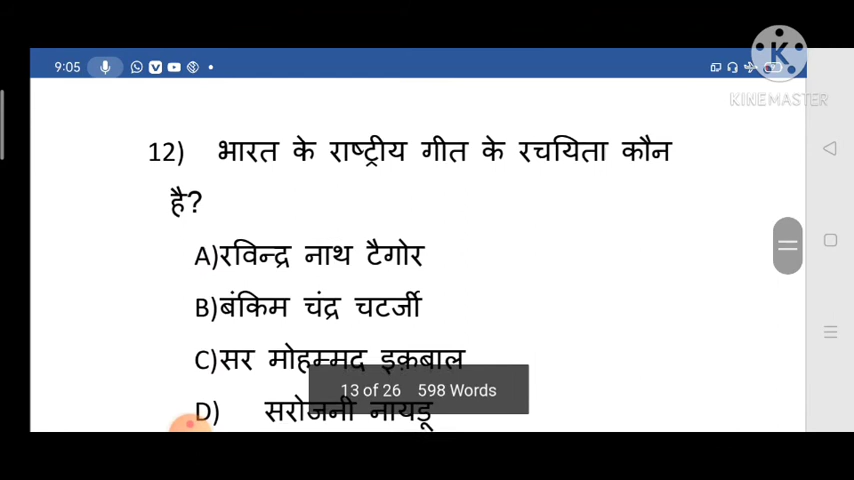 9:05
KINEMASTER
12) भारत के राष्ट्रीय गीत के रचयिता कौन
है?
A)रविन्द्र नाथ टैगोर
B)बंकिम चंद्र चटर्जी
C)सर मोहम्मद इक़बाल
13 of 26 598 Words
D) सरोजनी नायडू